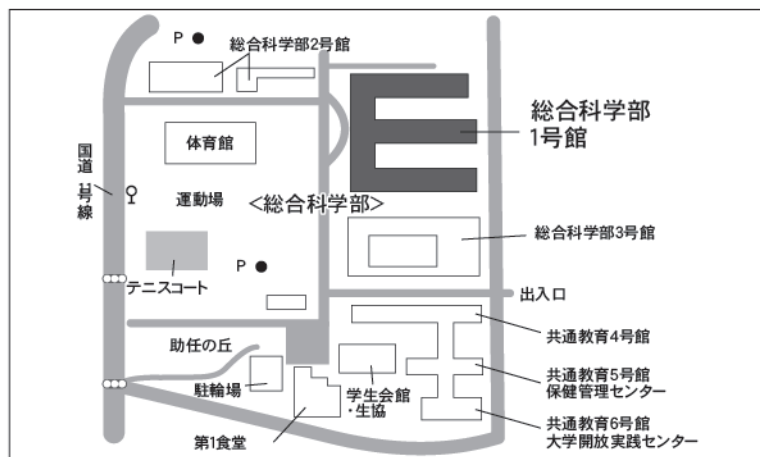 P
総合科学部2号館
総合科学部
1号館
体育館
国道11号線
運動場
<総合科学部>
総合科学部3号館
P
テニスコート
出入口
助任の丘
共通教育4号館
駐輪場
学生会館
・生協
共通教育5号館
保健管理センター
第1食堂
共通教育6号館
大学開放実践センター